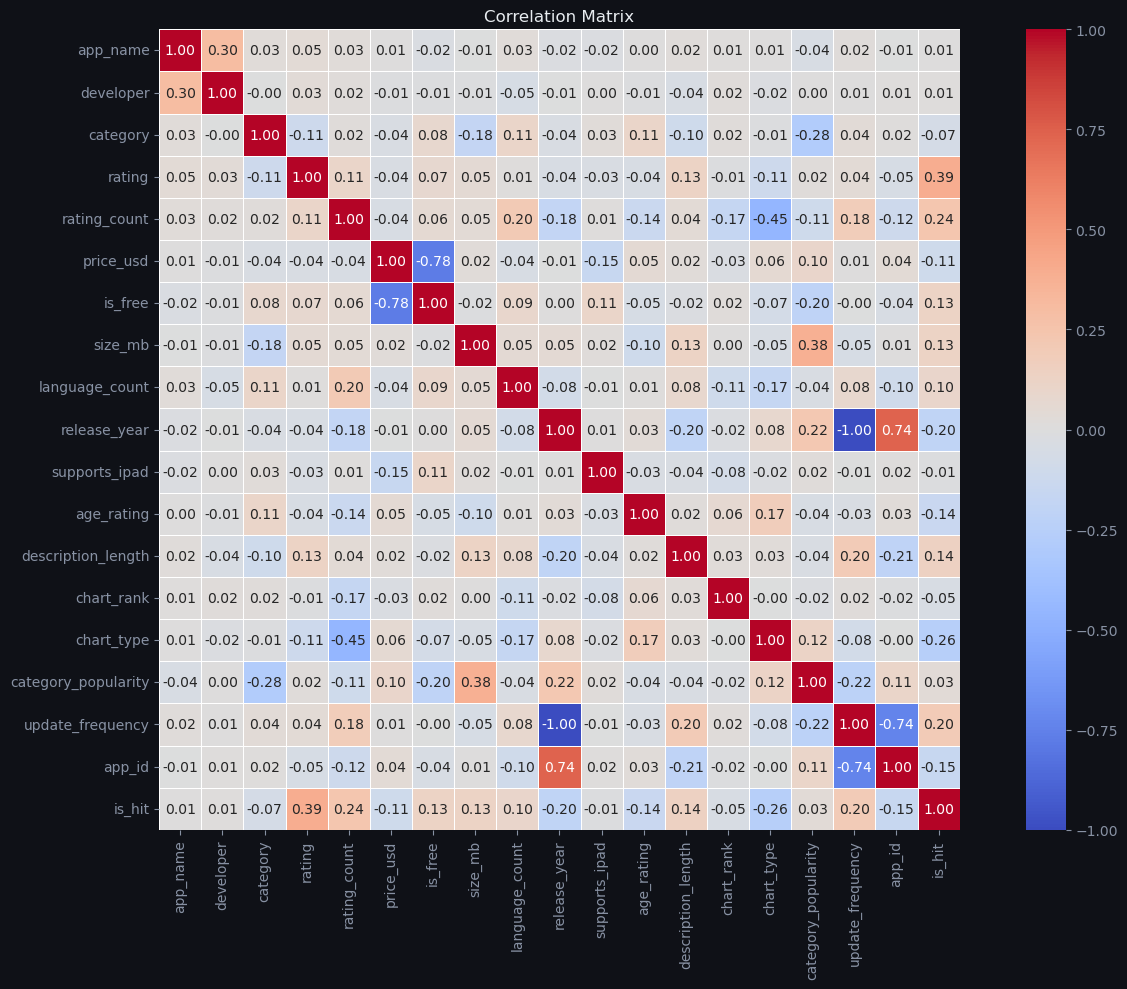 Correlation Matrix
app_name 1.00 0.30 0.03 0.05 0.03 0.01 -0.02 -0.01 0.03 -0.02 -0.02 0.00 0.02 0.01 0.01 -0.04 0.02 -0.01 0.01
developer 0.30 1.00 -0.00 0.03 0.02 -0.01 -0.01 -0.01 -0.05 -0.01 0.00 -0.01 -0.04 0.02 -0.02 0.00 0.01 0.01 0.01
category 0.03 -0.00 1.00 -0.11 0.02 -0.04 0.08 -0.18 0.11 -0.04 0.03 0.11 -0.10 0.02 -0.01 -0.28 0.04 0.02 -0.07
rating 0.05 0.03 -0.11 1.00 0.11 -0.04 0.07 0.05 0.01 -0.04 -0.03 -0.04 0.13 -0.01 -0.11 0.02 0.04 -0.05 0.39
rating_count 0.03 0.02 0.02 0.11 1.00 -0.04 0.06 0.05 0.20 -0.18 0.01 -0.14 0.04 -0.17 -0.45 -0.11 0.18 -0.12 0.24
price_usd 0.01 -0.01 -0.04 -0.04 -0.04 1.00 -0.78 0.02 -0.04 -0.01 -0.15 0.05 0.02 -0.03 0.06 0.10 0.01 0.04 -0.11
is_free -0.02 -0.01 0.08 0.07 0.06 -0.78 1.00 -0.02 0.09 0.00 0.11 -0.05 -0.02 0.02 -0.07 -0.20 -0.00 -0.04 0.13
size_mb -0.01 -0.01 -0.18 0.05 0.05 0.02 -0.02 1.00 0.05 0.05 0.02 -0.10 0.13 0.00 -0.05 0.38 -0.05 0.01 0.13
language_count 0.03 -0.05 0.11 0.01 0.20 -0.04 0.09 0.05 1.00 -0.08 -0.01 0.01 0.08 -0.11 -0.17 -0.04 0.08 -0.10 0.10
release_year -0.02 -0.01 -0.04 -0.04 -0.18 -0.01 0.00 0.05 -0.08 1.00 0.01 0.03 -0.20 -0.02 0.08 0.22 -1.00 0.74 -0.20
supports_ipad -0.02 0.00 0.03 -0.03 0.01 -0.15 0.11 0.02 -0.01 0.01 1.00 -0.03 -0.04 -0.08 -0.02 0.02 -0.01 0.02 -0.01
age_rating 0.00 -0.01 0.11 -0.04 -0.14 0.05 -0.05 -0.10 0.01 0.03 -0.03 1.00 0.02 0.06 0.17 -0.04 -0.03 0.03 -0.14
description_length 0.02 -0.04 -0.10 0.13 0.04 0.02 -0.02 0.13 0.08 -0.20 -0.04 0.02 1.00 0.03 0.03 -0.04 0.20 -0.21 0.14
chart_rank 0.01 0.02 0.02 -0.01 -0.17 -0.03 0.02 0.00 -0.11 -0.02 -0.08 0.06 0.03 1.00 -0.00 -0.02 0.02 -0.02 -0.05
chart_type 0.01 -0.02 -0.01 -0.11 -0.45 0.06 -0.07 -0.05 -0.17 0.08 -0.02 0.17 0.03 -0.00 1.00 0.12 -0.08 -0.00 -0.26
category_popularity -0.04 0.00 -0.28 0.02 -0.11 0.10 -0.20 0.38 -0.04 0.22 0.02 -0.04 -0.04 -0.02 0.12 1.00 -0.22 0.11 0.03
update_frequency 0.02 0.01 0.04 0.04 0.18 0.01 -0.00 -0.05 0.08 -1.00 -0.01 -0.03 0.20 0.02 -0.08 -0.22 1.00 -0.74 0.20
app_id -0.01 0.01 0.02 -0.05 -0.12 0.04 -0.04 0.01 -0.10 0.74 0.02 0.03 -0.21 -0.02 -0.00 0.11 -0.74 1.00 -0.15
is_hit 0.01 0.01 -0.07 0.39 0.24 -0.11 0.13 0.13 0.10 -0.20 -0.01 -0.14 0.14 -0.05 -0.26 0.03 0.20 -0.15 1.00
app_name developer category rating rating_count price_usd is_free size_mb language_count release_year supports_ipad age_rating description_length chart_rank chart_type category_popularity update_frequency app_id is_hit
1.00
0.75
0.50
0.25
0.00
−0.25
−0.50
−0.75
−1.00